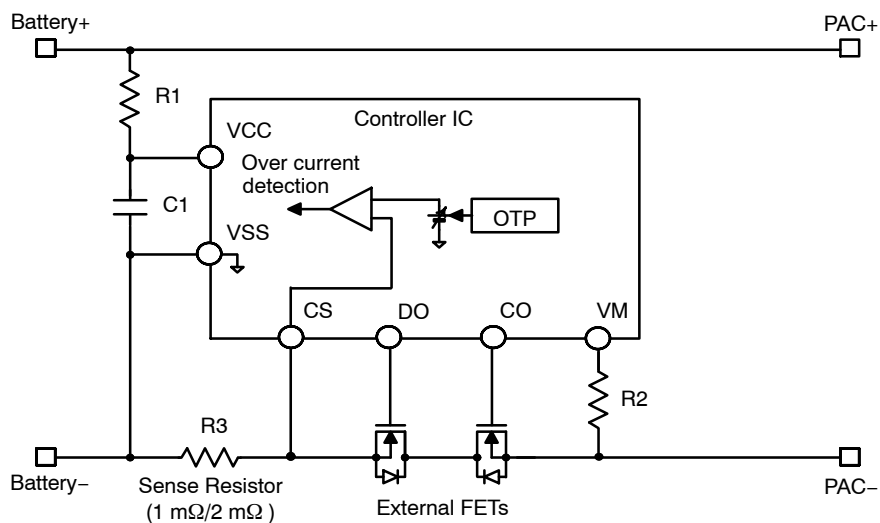 Battery+
PAC+
R1
Controller IC
VCC
Over current
detection
C1
OTP
VSS
CS
DO
CO
VM
R2
R3
Battery−
Sense Resistor
(1 mΩ/2 mΩ )
External FETs
PAC−